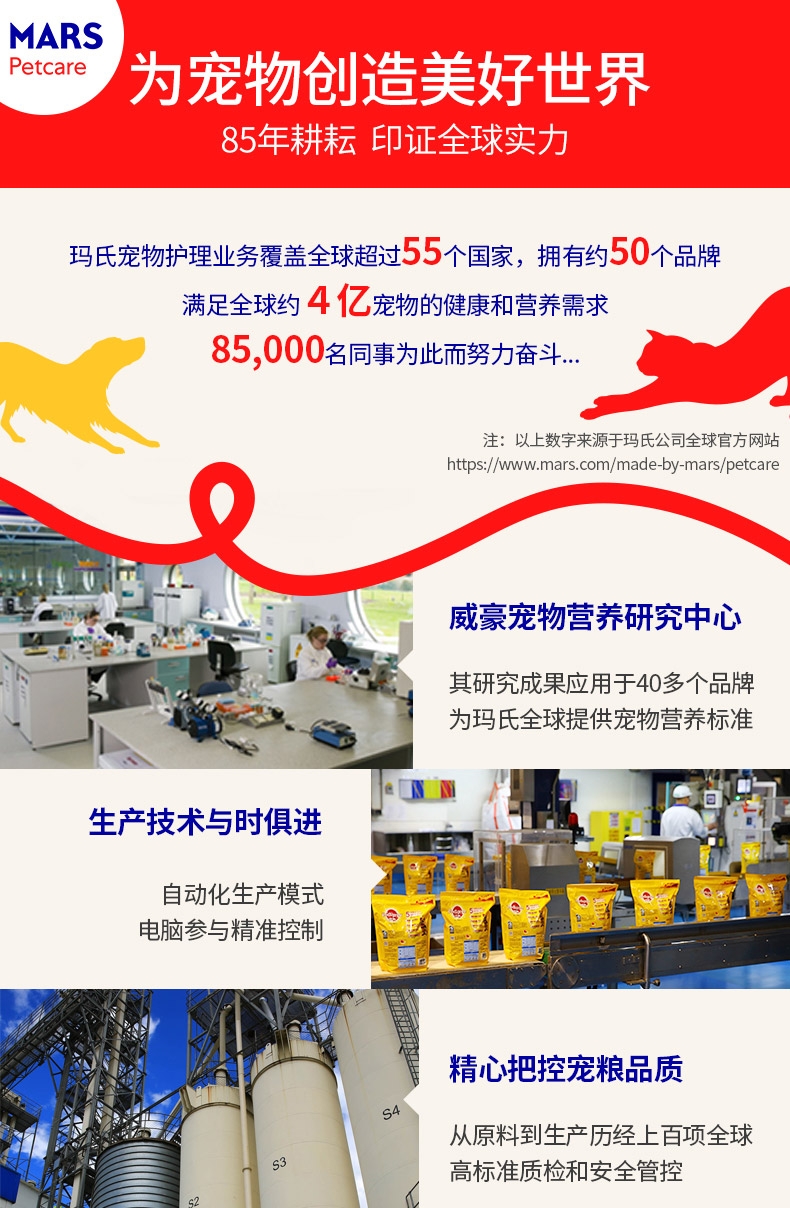 MARS
Petcare
为宠物创造美好世界
85年耕耘 印证全球实力
玛氏宠物护理业务覆盖全球超过55个国家，拥有约50个品牌
满足全球约 4 亿宠物的健康和营养需求
85,000名同事为此而努力奋斗...
注：以上数字来源于玛氏公司全球官方网站
https://www.mars.com/made-by-mars/petcare
威豪宠物营养研究中心
其研究成果应用于40多个品牌
为玛氏全球提供宠物营养标准
生产技术与时俱进
自动化生产模式
电脑参与精准控制
S4
S3
S2
精心把控宠粮品质
从原料到生产历经上百项全球
高标准质检和安全管控